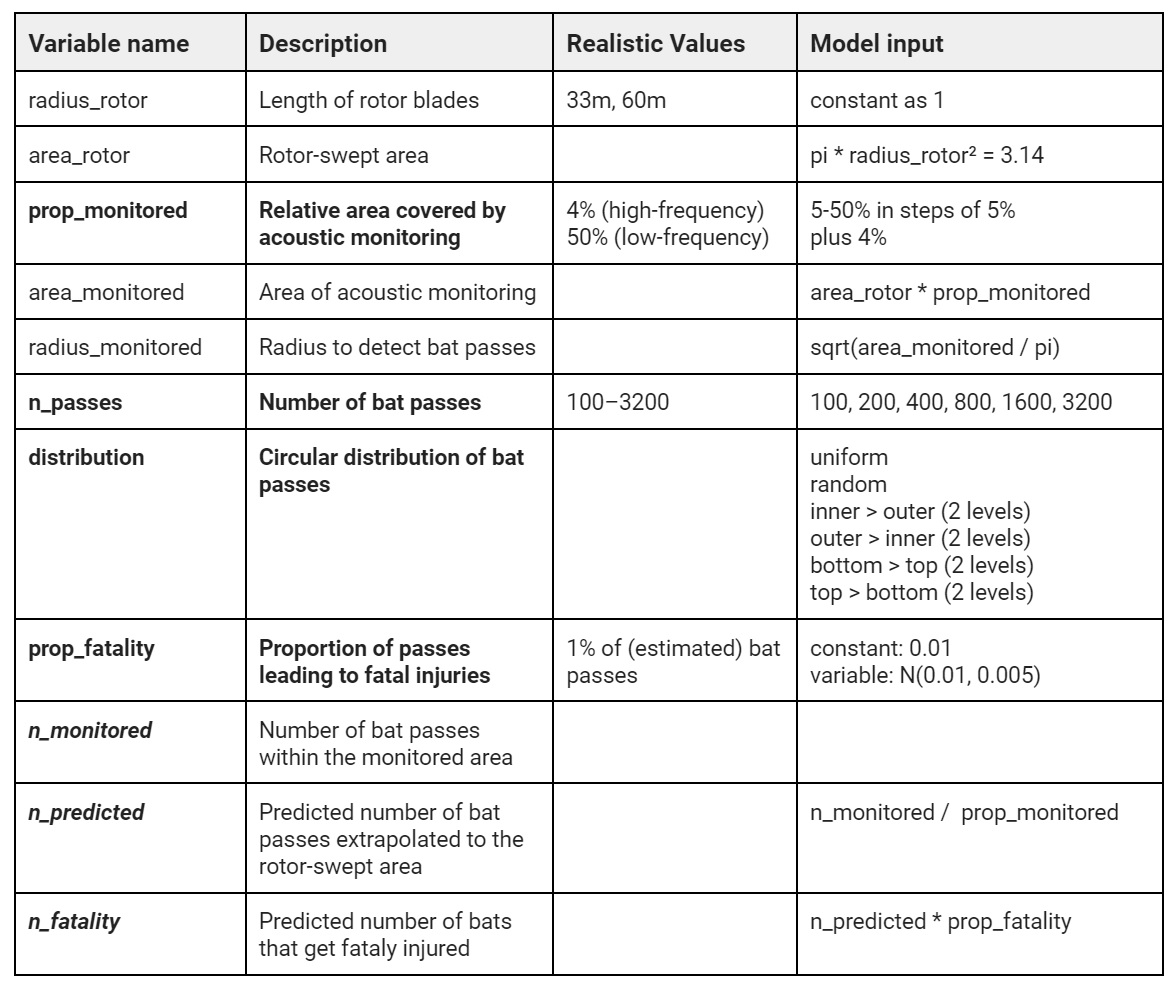 Variable name Description Realistic Values Model input
radius_rotor Length of rotor blades 33m, 60m constant as 1
area_rotor Rotor-swept area pi * radius_rotor² = 3.14
prop_monitored Relative area covered by acoustic monitoring 4% (high-frequency) 50% (low-frequency) 5-50% in steps of 5% plus 4%
area_monitored Area of acoustic monitoring area_rotor * prop_monitored
radius_monitored Radius to detect bat passes sqrt(area_monitored / pi)
n_passes Number of bat passes 100–3200 100, 200, 400, 800, 1600, 3200
distribution Circular distribution of bat passes uniform
random
inner > outer (2 levels)
outer > inner (2 levels)
bottom > top (2 levels)
top > bottom (2 levels)
prop_fatality Proportion of passes leading to fatal injuries 1% of (estimated) bat passes constant: 0.01
variable: N(0.01, 0.005)
n_monitored Number of bat passes within the monitored area
n_predicted Predicted number of bat passes extrapolated to the rotor-swept area n_monitored / prop_monitored
n_fatality Predicted number of bats that get fataly injured n_predicted * prop_fatality